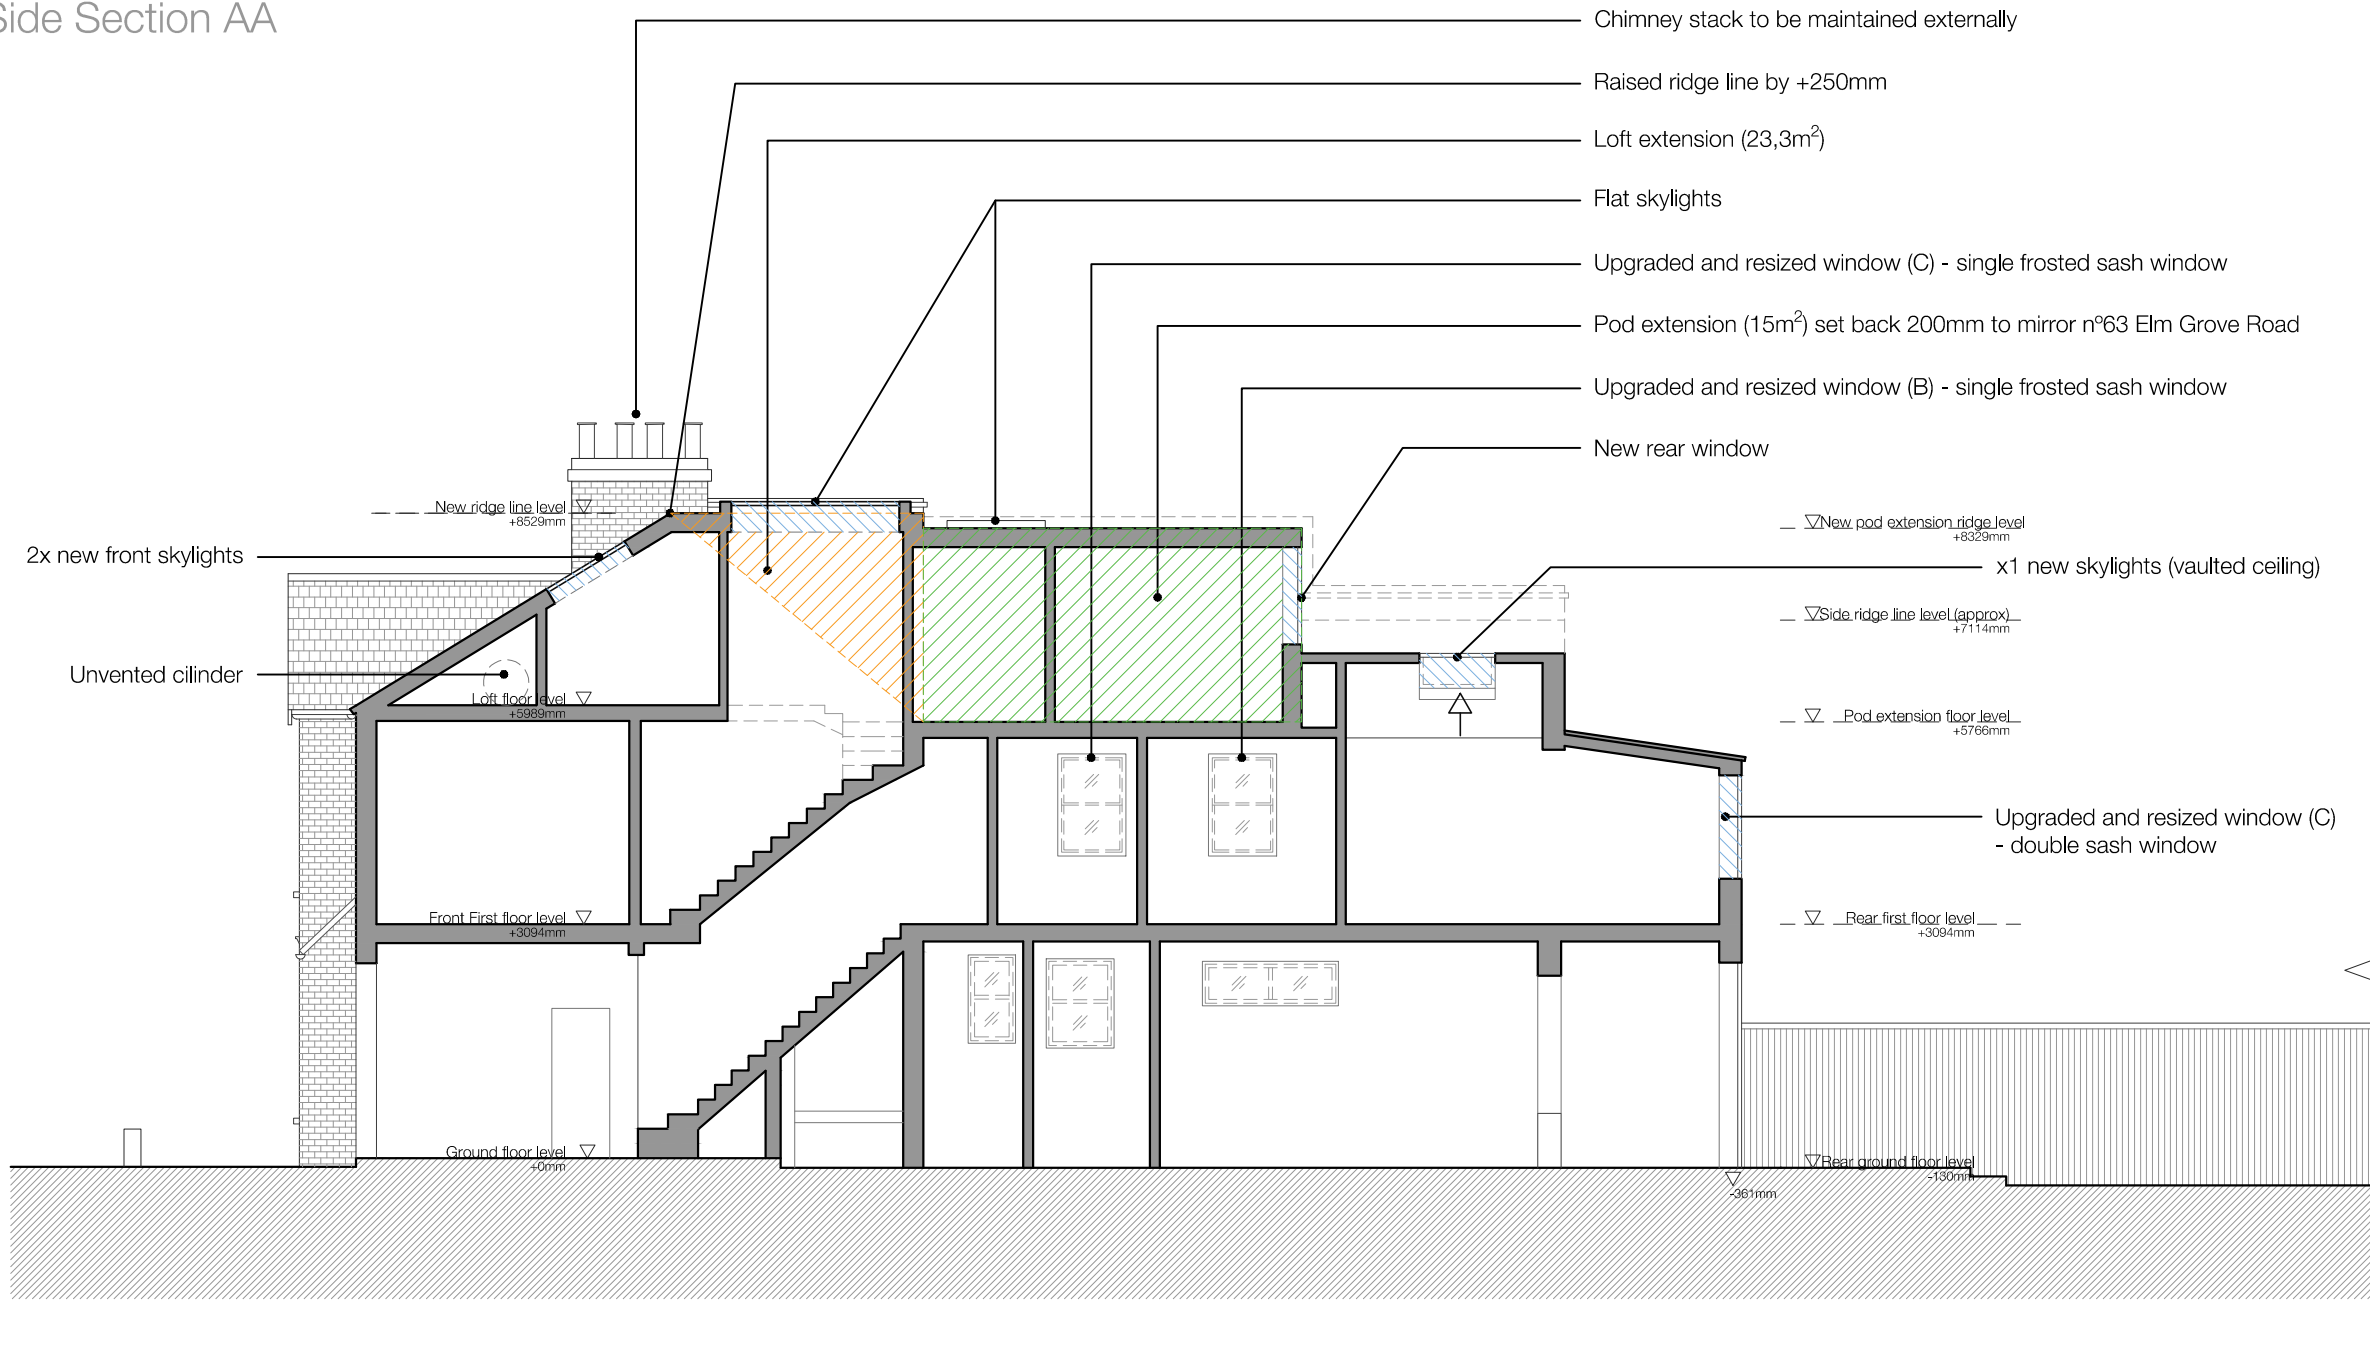 Side Section AA
Chimney stack to be maintained externally
Raised ridge line by +250mm
Loft extension (23,3m²)
Flat skylights
Upgraded and resized window (C) - single frosted sash window
Pod extension (15m²) set back 200mm to mirror nº63 Elm Grove Road
Upgraded and resized window (B) - single frosted sash window
New rear window
New ridge line level
+8529mm
New pod extension ridge level
+8329mm
2x new front skylights
x1 new skylights (vaulted ceiling)
Side ridge line level (approx)
+7114mm
Unvented cilinder
Loft floor level
+5989mm
Pod extension floor level
+5766mm
Upgraded and resized window (C)
- double sash window
Front First floor level
+3094mm
Rear first floor level
+3094mm
Ground floor level
+0mm
Rear ground floor level
-130mm
-361mm